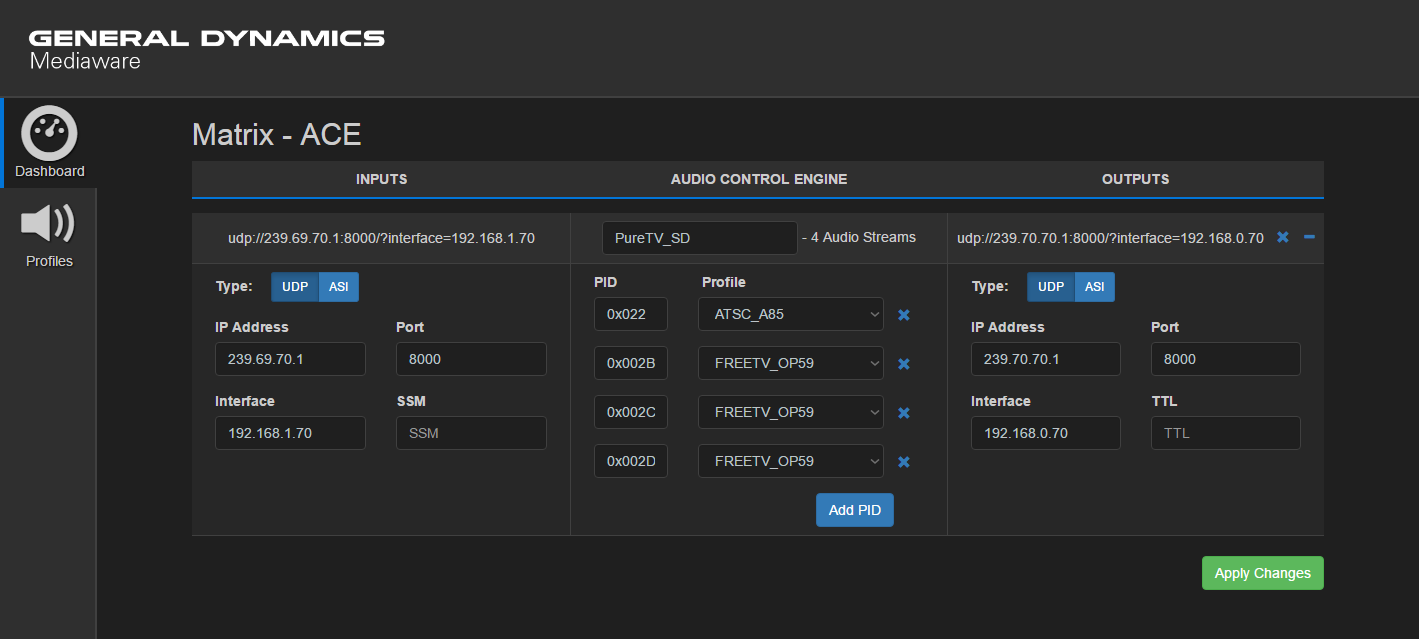 GENERAL DYNAMICS
Mediaware
Dashboard
Profiles
Matrix - ACE
INPUTS AUDIO CONTROL ENGINE OUTPUTS
udp://239.69.70.1:8000/?interface=192.168.1.70 PureTV_SD - 4 Audio Streams udp://239.70.70.1:8000/?interface=192.168.0.70
Type: UDP ASI
IP Address Port
239.69.70.1 8000
Interface SSM
192.168.1.70 SSM
PID Profile
0x022 ATSC_A85
0x002B FREETV_OP59
0x002C FREETV_OP59
0x002D FREETV_OP59
Add PID
Type: UDP ASI
IP Address Port
239.70.70.1 8000
Interface TTL
192.168.0.70 TTL
Apply Changes